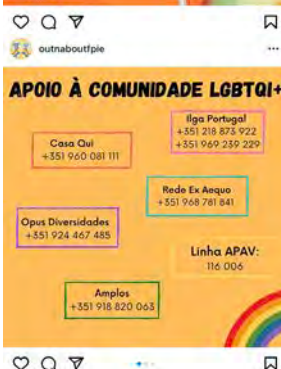 outnaboutfpie
APOIO À COMUNIDADE LGBTQI+
Ilga Portugal
+351 218 873 922
+351 969 239 229
Casa Qui
+351 960 081 111
Rede Ex Aequo
+351 968 781 841
Opus Diversidades
+351 924 467 485
Linha APAV:
116 006
Amplos
+351 918 820 063